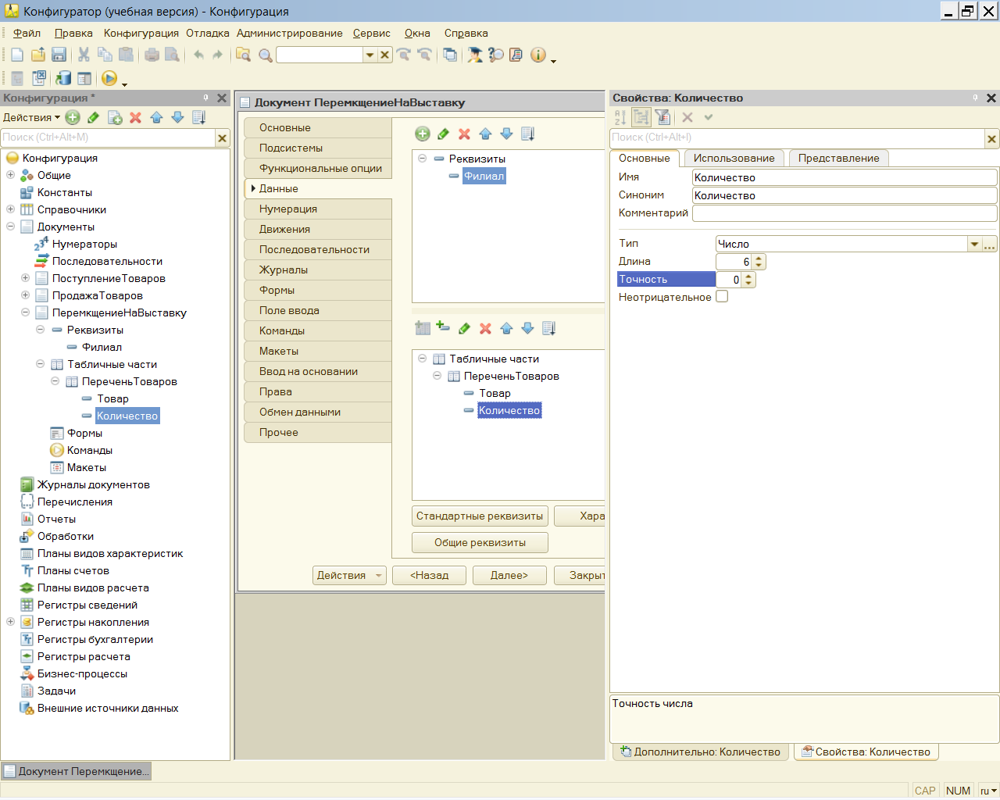 Конфигуратор (учебная версия) - Конфигурация
Файл Правка Конфигурация Отладка Администрирование Сервис Окна Справка
Конфигурация *
Действия
Поиск (Ctrl+Alt+M)
Конфигурация
Общие
Константы
Справочники
Документы
Нумераторы
Последовательности
ПоступлениеТоваров
ПродажаТоваров
ПеремкщениеНаВыставку
Реквизиты
Филиал
Табличные части
ПереченьТоваров
Товар
Количество
Формы
Команды
Макеты
Журналы документов
Перечисления
Отчеты
Обработки
Планы видов характеристик
Планы счетов
Планы видов расчета
Регистры сведений
Регистры накопления
Регистры бухгалтерии
Регистры расчета
Бизнес-процессы
Задачи
Внешние источники данных
Документ ПеремкщениеНаВыставку
Основные
Подсистемы
Функциональные опции
Данные
Нумерация
Движения
Последовательности
Журналы
Формы
Поле ввода
Команды
Макеты
Ввод на основании
Права
Обмен данными
Прочее
Реквизиты
Филиал
Табличные части
ПереченьТоваров
Товар
Количество
Стандартные реквизиты Хара
Общие реквизиты
Действия <Назад Далее> Закрыт
Свойства: Количество
Поиск (Ctrl+Alt+I)
Основные Использование Представление
Имя Количество
Синоним Количество
Комментарий
Тип Число
Длина 6
Точность 0
Неотрицательное
Точность числа
Дополнительно: Количество Свойства: Количество
Документ Перемкщение...
CAP NUM ru